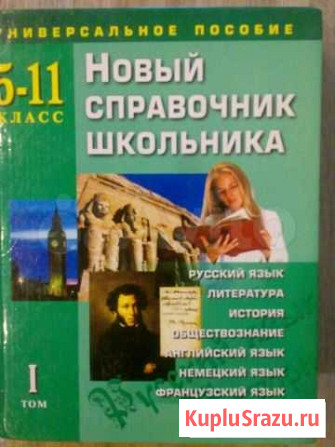 УНИВЕРСАЛЬНОЕ ПОСОБИЕ
5-11
КЛАСС
НОВЫЙ
СПРАВОЧНИК
ШКОЛЬНИКА
РУССКИЙ ЯЗЫК
ЛИТЕРАТУРА
ИСТОРИЯ
ОБЩЕСТВОЗНАНИЕ
АНГЛИЙСКИЙ ЯЗЫК
НЕМЕЦКИЙ ЯЗЫК
ФРАНЦУЗСКИЙ ЯЗЫК
I
ТОМ
KupluSrazu.ru